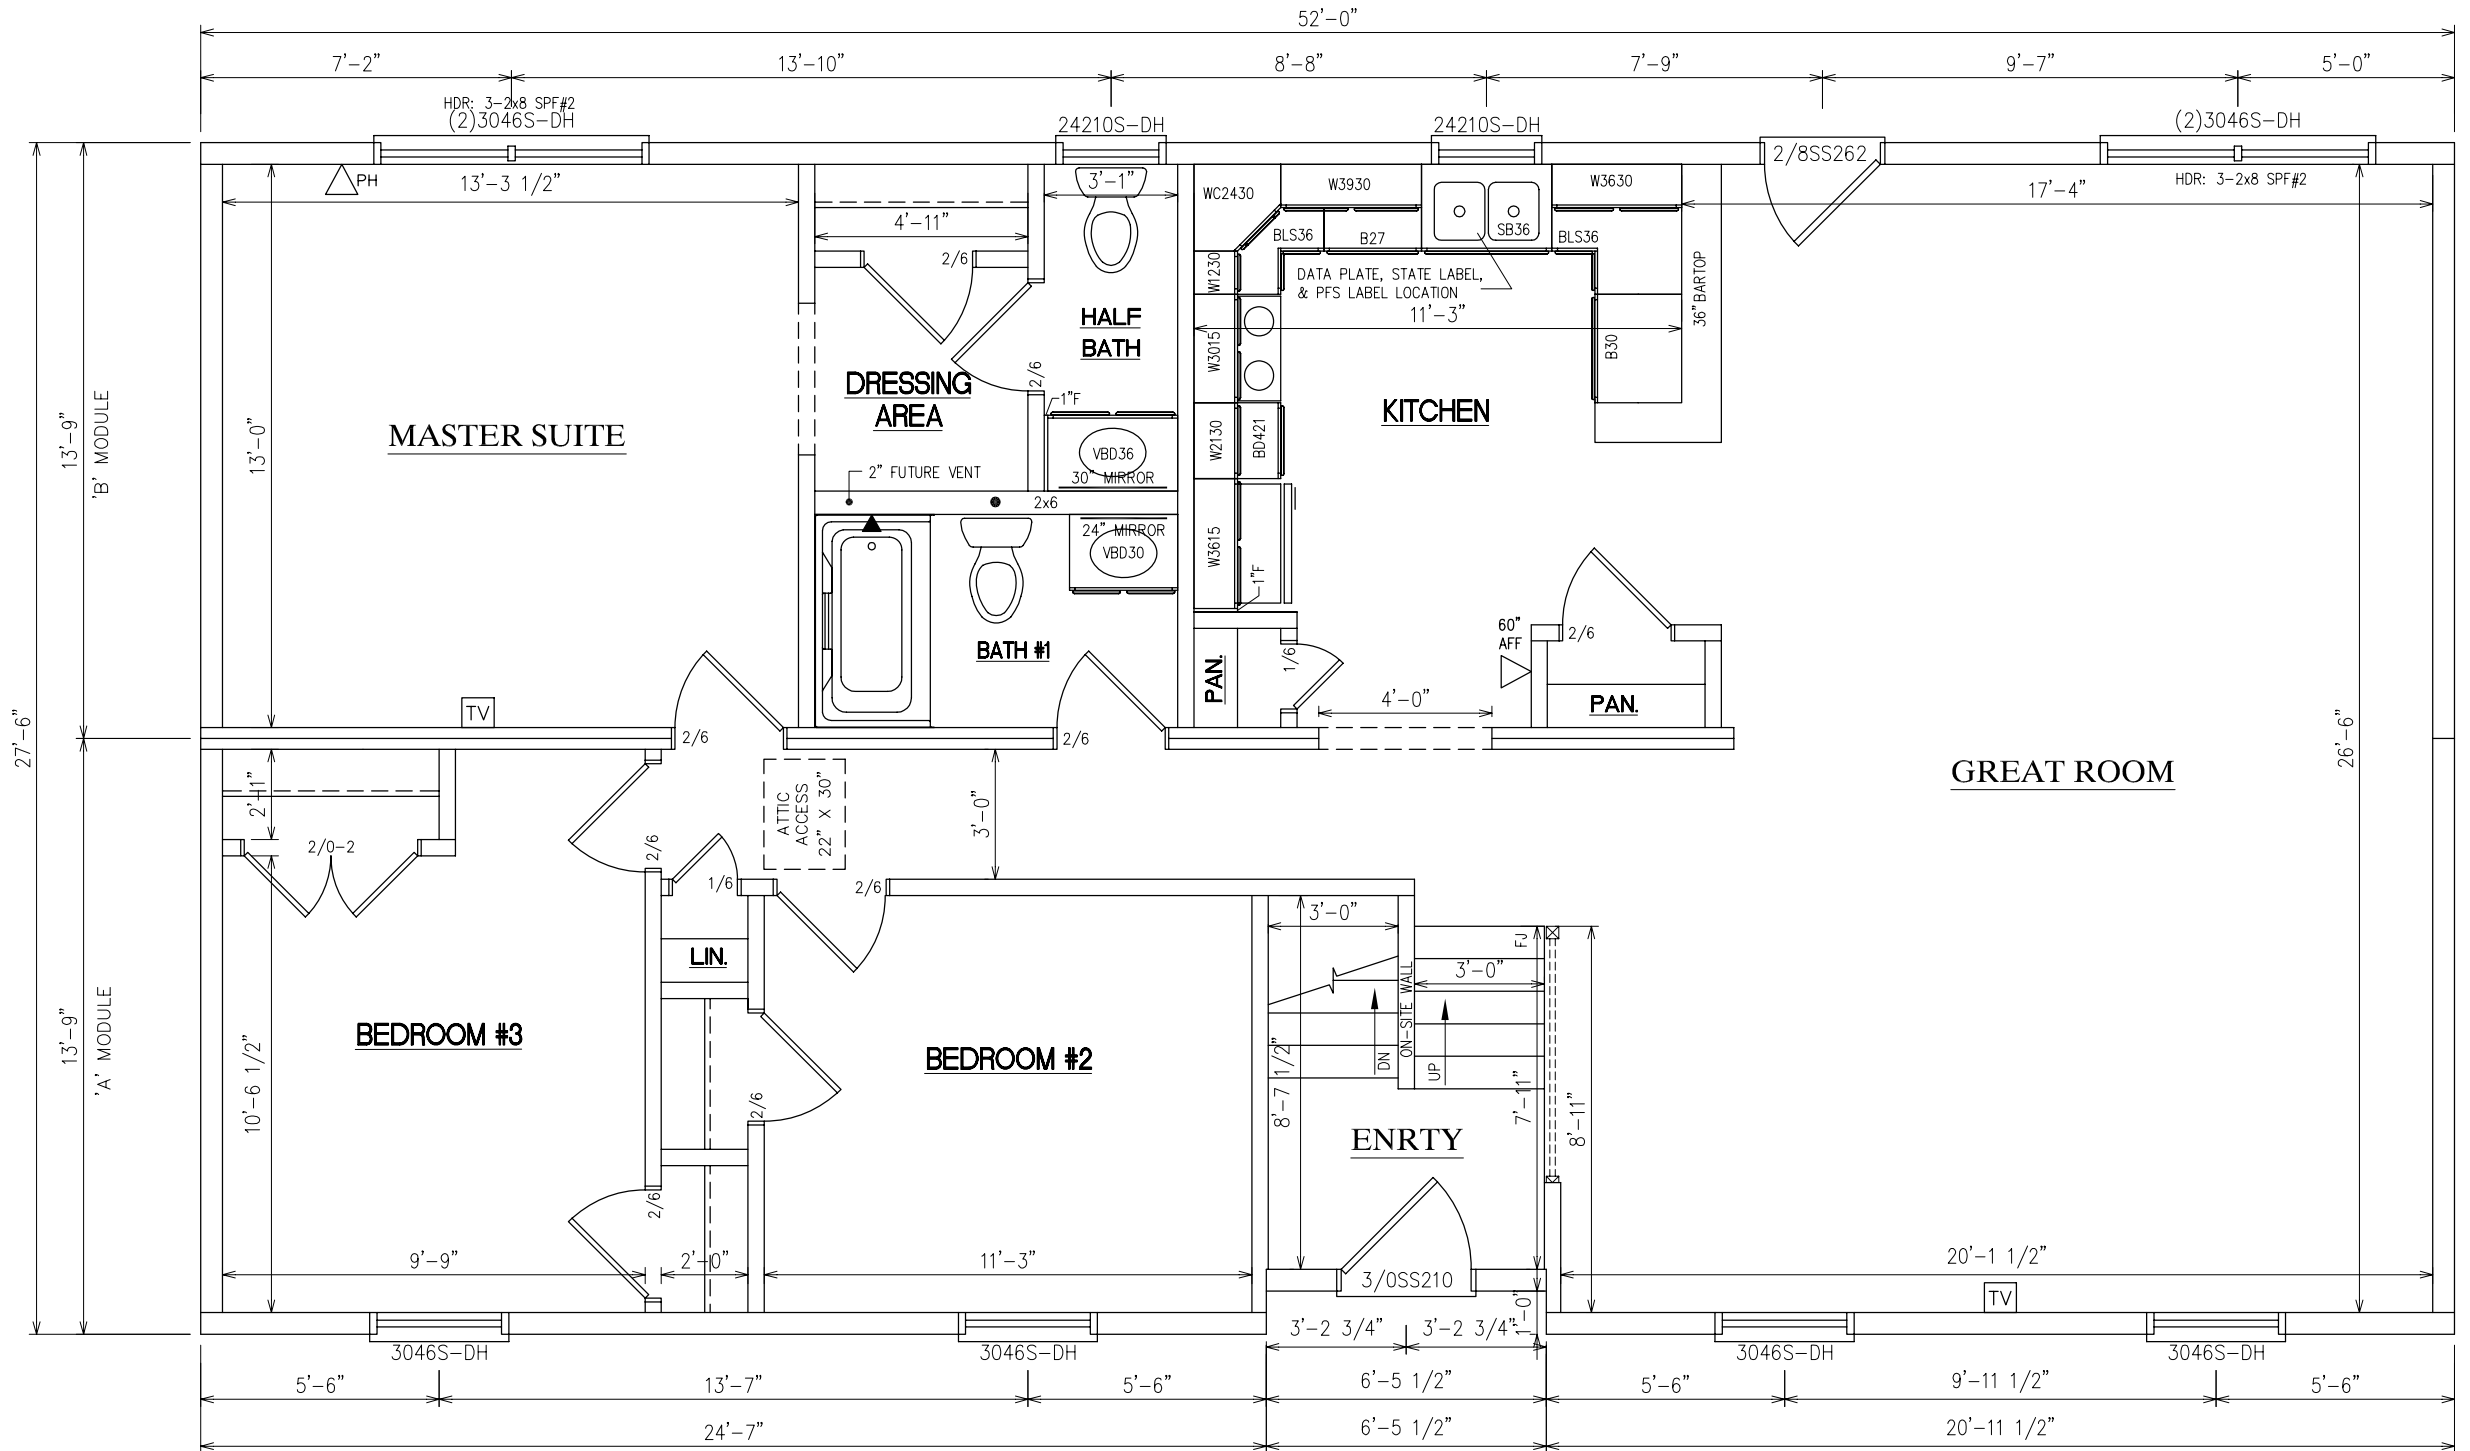 52'-0"
7'-2"
13'-10"
8'-8"
7'-9"
9'-7"
5'-0"
HDR: 3-2x8 SPF#2
(2)3046S-DH
24210S-DH
24210S-DH
2/8SS262
(2)3046S-DH
HDR: 3-2x8 SPF#2
PH
13'-3 1/2"
4'-11"
3'-1"
WC2430
W3930
W3630
17'-4"
2/6
BLS36
B27
SB36
BLS36
W1230
DATA PLATE, STATE LABEL,
& PFS LABEL LOCATION
36"BARTOP
11'-3"
HALF
BATH
W3015
B30
DRESSING
AREA
2/6
1"F
KITCHEN
MASTER SUITE
13'-0"
13'-9"
'B' MODULE
VBD36
30" MIRROR
W2130
BD421
2" FUTURE VENT
2x6
24" MIRROR
VBD30
W3615
1"F
BATH #1
PAN.
1/6
60"
AFF
2/6
PAN.
4'-0"
TV
2/6
2/6
27'-6"
26'-6"
GREAT ROOM
2'-11"
2/0-2
2/6
ATTIC
ACCESS
22" X 30"
3'-0"
1/6
2/6
LIN.
3'-0"
FJ
3'-0"
ON-SITE WALL
DN
UP
13'-9"
'A' MODULE
BEDROOM #3
10'-6 1/2"
BEDROOM #2
2/6
8'-7 1/2"
7'-11"
8'-11"
ENRTY
2/6
9'-9"
2'-0"
11'-3"
3/0SS210
20'-1 1/2"
TV
1'-0"
3'-2 3/4"
3'-2 3/4"
3046S-DH
3046S-DH
3046S-DH
3046S-DH
5'-6"
13'-7"
5'-6"
6'-5 1/2"
5'-6"
9'-11 1/2"
5'-6"
24'-7"
6'-5 1/2"
20'-11 1/2"